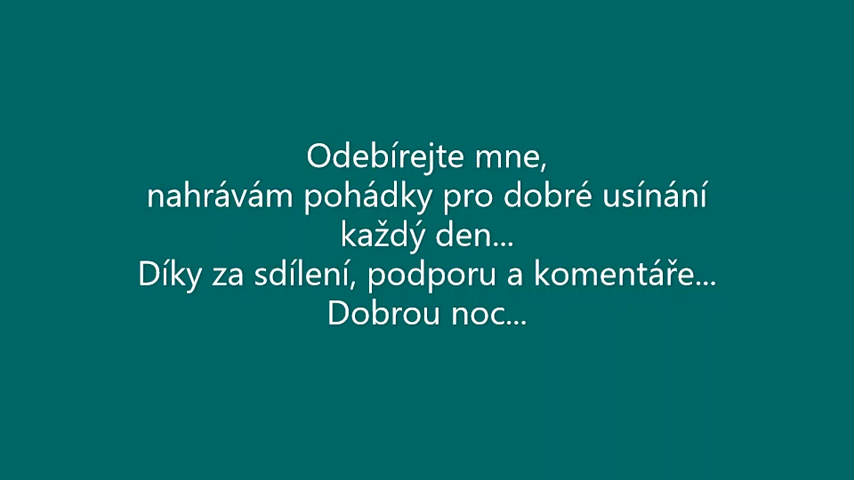 Odebírejte mne,
nahrávám pohádky pro dobré usínání
každý den...
Díky za sdílení, podporu a komentáře...
Dobrou noc...